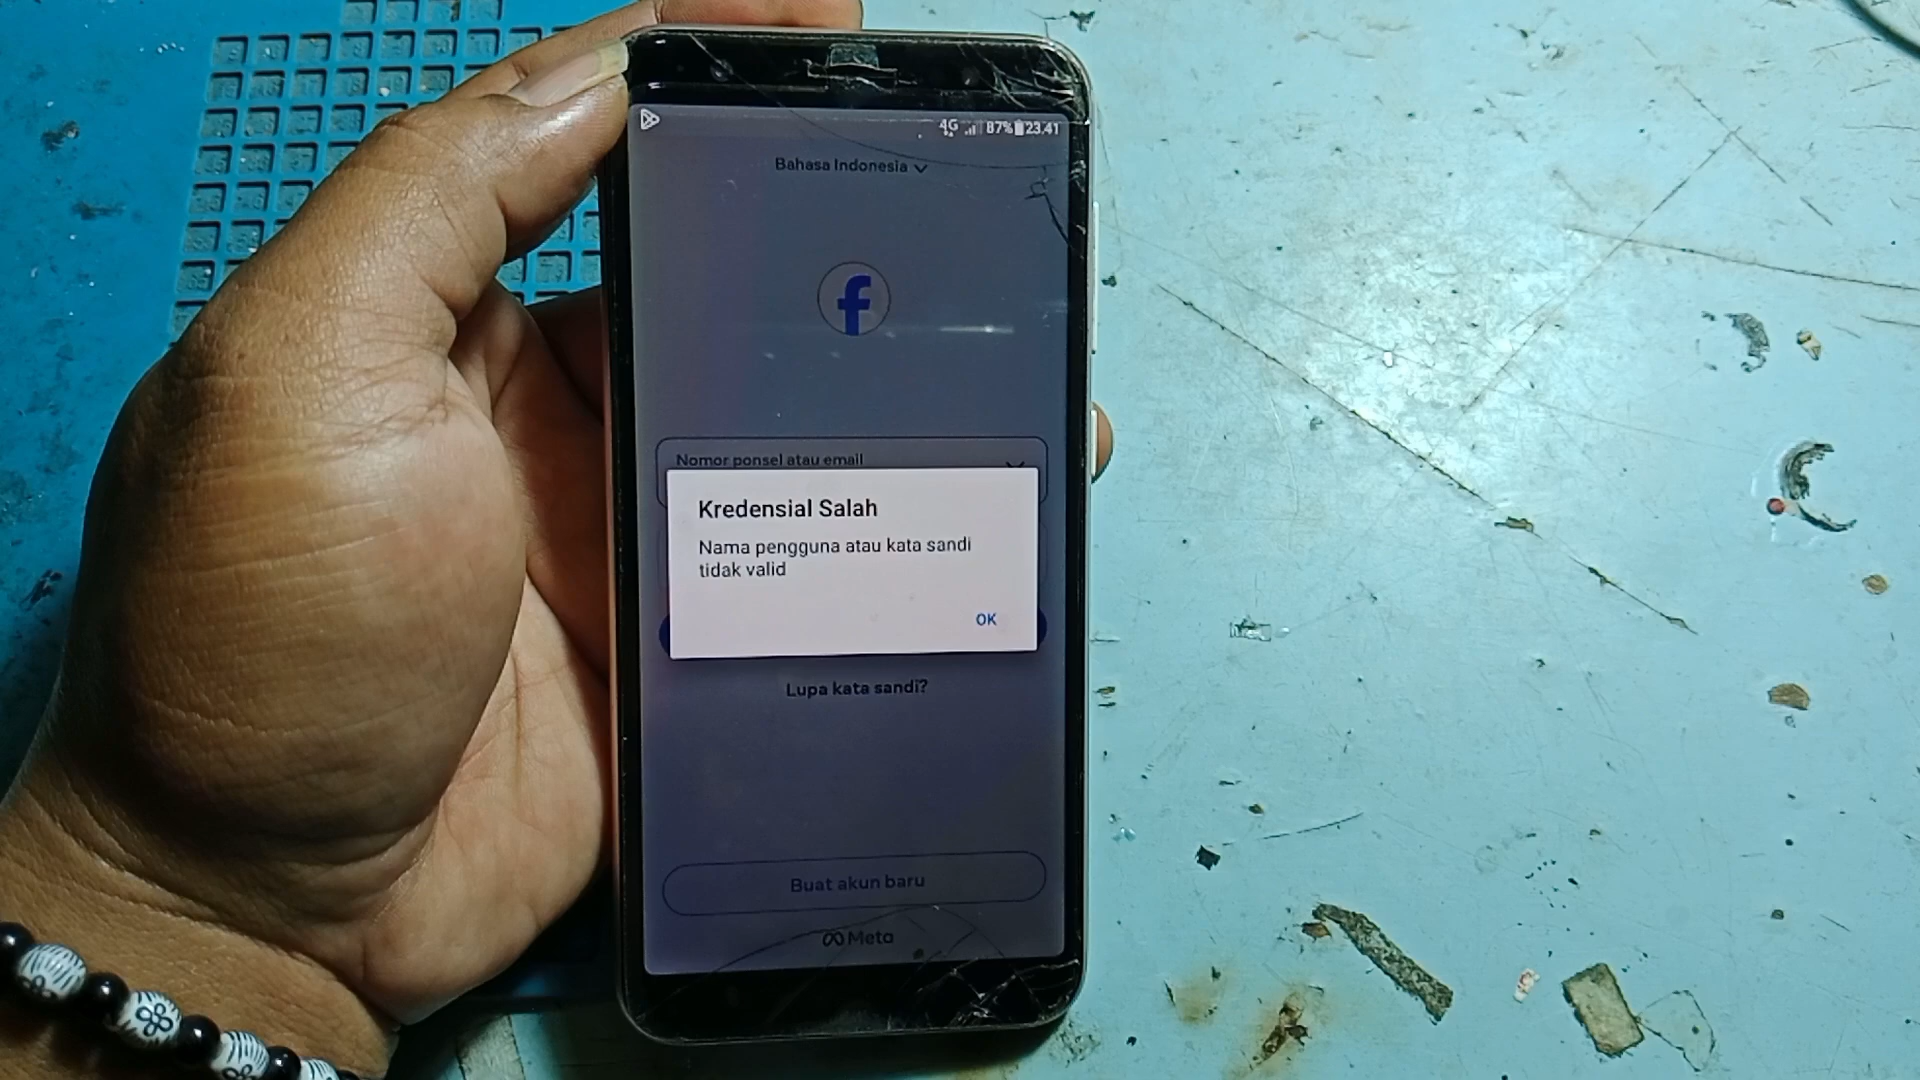 4G 87% 23.41
Bahasa Indonesia
f
Nomor ponsel atau email
Kredensial Salah
Nama pengguna atau kata sandi
tidak valid
OK
Lupa kata sandi?
Buat akun baru
Meta